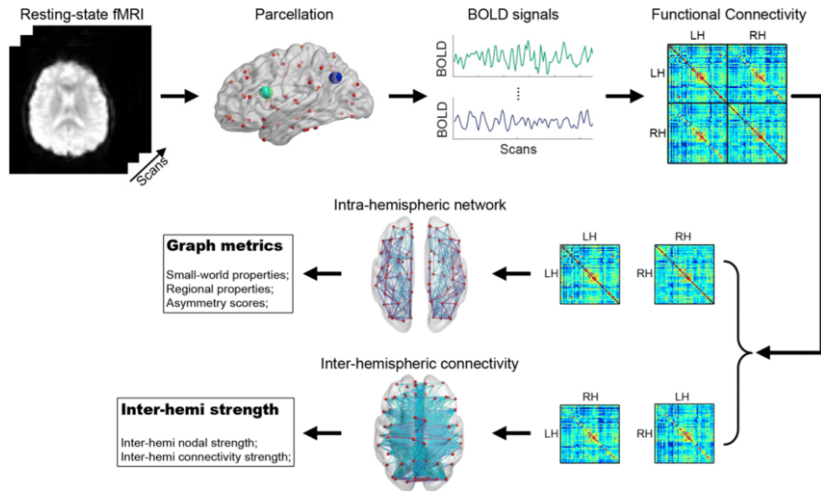 Resting-state fMRI
Parcellation
BOLD signals
Functional Connectivity
Scans
BOLD
BOLD
Scans
LH RH
LH
RH
Intra-hemispheric network
Graph metrics
Small-world properties;
Regional properties;
Asymmetry scores;
LH
LH
RH
RH
Inter-hemispheric connectivity
Inter-hemi strength
Inter-hemi nodal strength;
Inter-hemi connectivity strength;
RH
LH
LH
RH